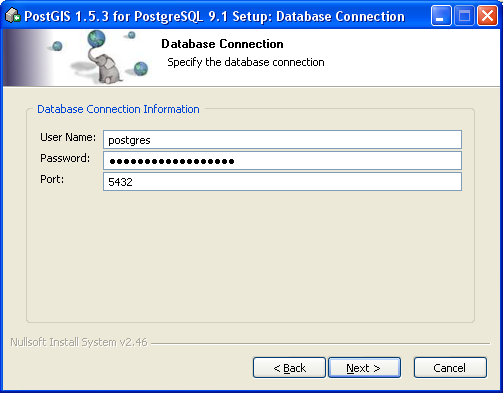 PostGIS 1.5.3 for PostgreSQL 9.1 Setup: Database Connection
Database Connection
Specify the database connection
Database Connection Information
User Name: postgres
Password: ●●●●●●●●●●●●●●●●●●
Port: 5432
Nullsoft Install System v2.46
< Back Next > Cancel